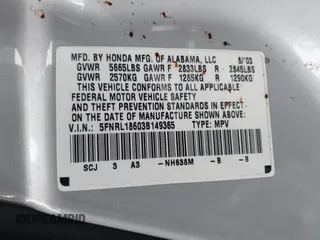 MFD. BY HONDA MFG. OF ALABAMA, LLC 8/'03
GVWR 5665LBS GAWR F 2833LBS R 2845LBS
GVWR 2570KG GAWR F 1285KG R 1290KG
THIS VEHICLE CONFORMS TO ALL APPLICABLE
FEDERAL MOTOR VEHICLE SAFETY AND
THEFT PREVENTION STANDARDS IN EFFECT
ON THE DATE OF MANUFACTURE SHOWN ABOVE.
V.I.N.: 5FNRL18603B149365 TYPE: MPV
SCJ 3 A3 -NH638M -B -B
DREAMBID